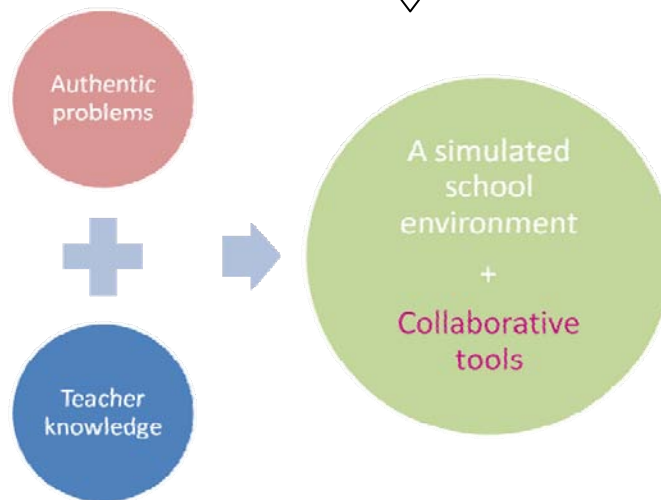 Authentic
problems
Teacher
knowledge
A simulated
school
environment
+
Collaborative
tools